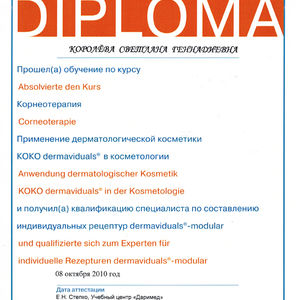 DIPLOMA
КОРОЛЁВА СВЕТЛАНА ГЕННАДИЕВНА
Прошел(а) обучение по курсу
Absolvierte den Kurs
Корнеотерапия
Corneoterapie
Применение дерматологической косметики
KOKO dermaviduals® в косметологии
Anwendung dermatologischer Kosmetik
KOKO dermaviduals® in der Kosmetologie
и получил(а) квалификацию специалиста по составлению
индивидуальных рецептур dermaviduals®-modular
und qualifizierte sich zum Experten für
individuelle Rezepturen dermaviduals®-modular
08 октября 2010 год
Дата аттестации
Е.Н. Степко, Учебный центр «Даримед»